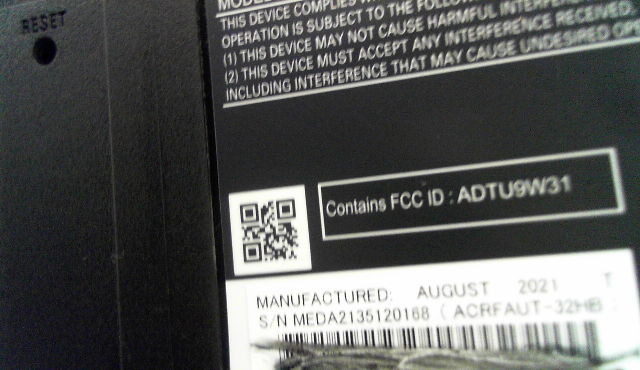 RESET
THIS DEVICE COMPLIES
OPERATION IS SUBJECT TO THE
(1) THIS DEVICE MAY NOT CAUSE HARMFUL
(2) THIS DEVICE MUST ACCEPT ANY INTERFERENCE RECEIVED
INCLUDING INTERFERENCE THAT MAY CAUSE UNDESIRED
Contains FCC ID : ADTU9W31
MANUFACTURED: AUGUST 2021 T
S/N MEDA2135120168 ( ACRFAUT-32HB